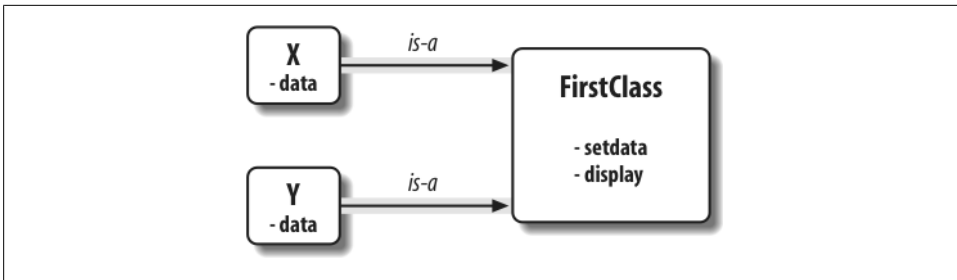 X
- data
is-a
FirstClass
- setdata
- display
Y
- data
is-a